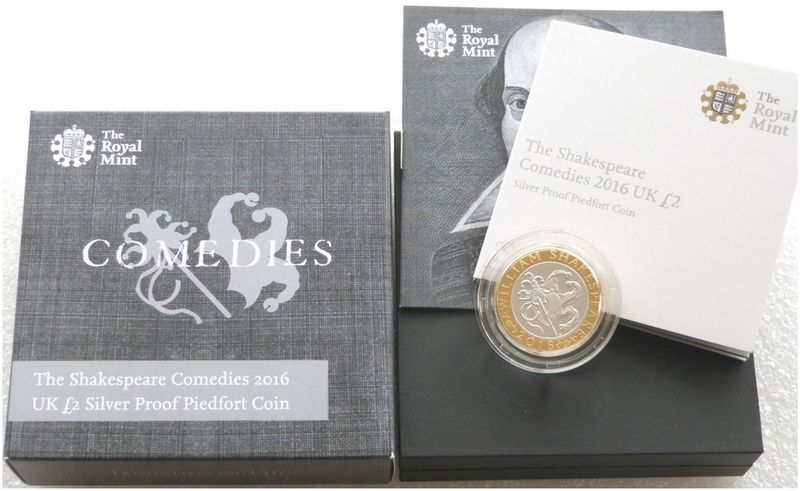 The
Royal
Mint
COMEDIES
The Shakespeare Comedies 2016
UK £2 Silver Proof Piedfort Coin
The
Royal
Mint
The
Royal
Mint
The Shakespeare
Comedies 2016 UK £2
Silver Proof Piedfort Coin
WILLIAM SHAKESPEARE
2016